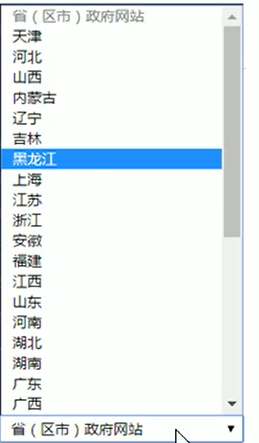 省（区市）政府网站
天津
河北
山西
内蒙古
辽宁
吉林
黑龙江
上海
江苏
浙江
安徽
福建
江西
山东
河南
湖北
湖南
广东
广西
省（区市）政府网站